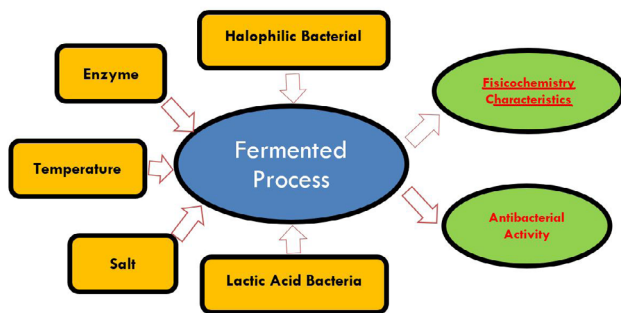 Halophilic Bacterial
Enzyme
Fisicochemistry
Characteristics
Temperature
Fermented
Process
Salt
Antibacterial
Activity
Lactic Acid Bacteria